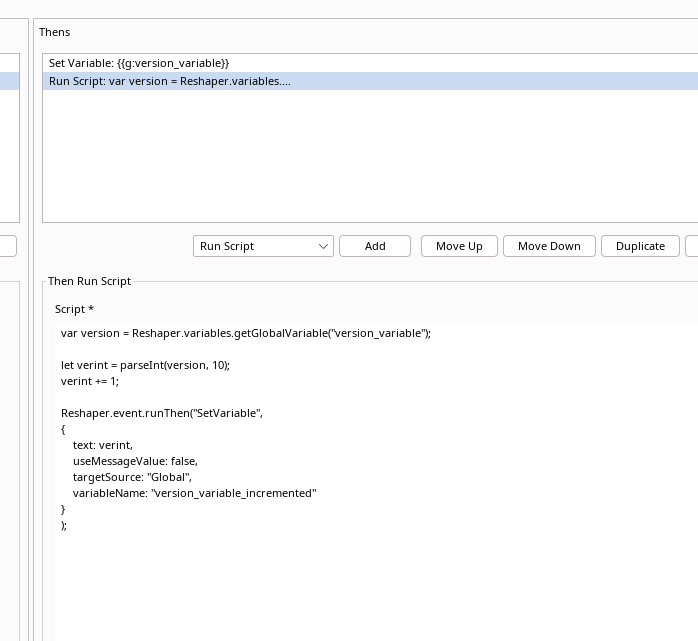 Thens
Set Variable: {{g:version_variable}}
Run Script: var version = Reshaper.variables....
Run Script
Add
Move Up
Move Down
Duplicate
Then Run Script
Script *
var version = Reshaper.variables.getGlobalVariable("version_variable");
let verint = parseInt(version, 10);
verint += 1;
Reshaper.event.runThen("SetVariable",
{
text: verint,
useMessageValue: false,
targetSource: "Global",
variableName: "version_variable_incremented"
}
);